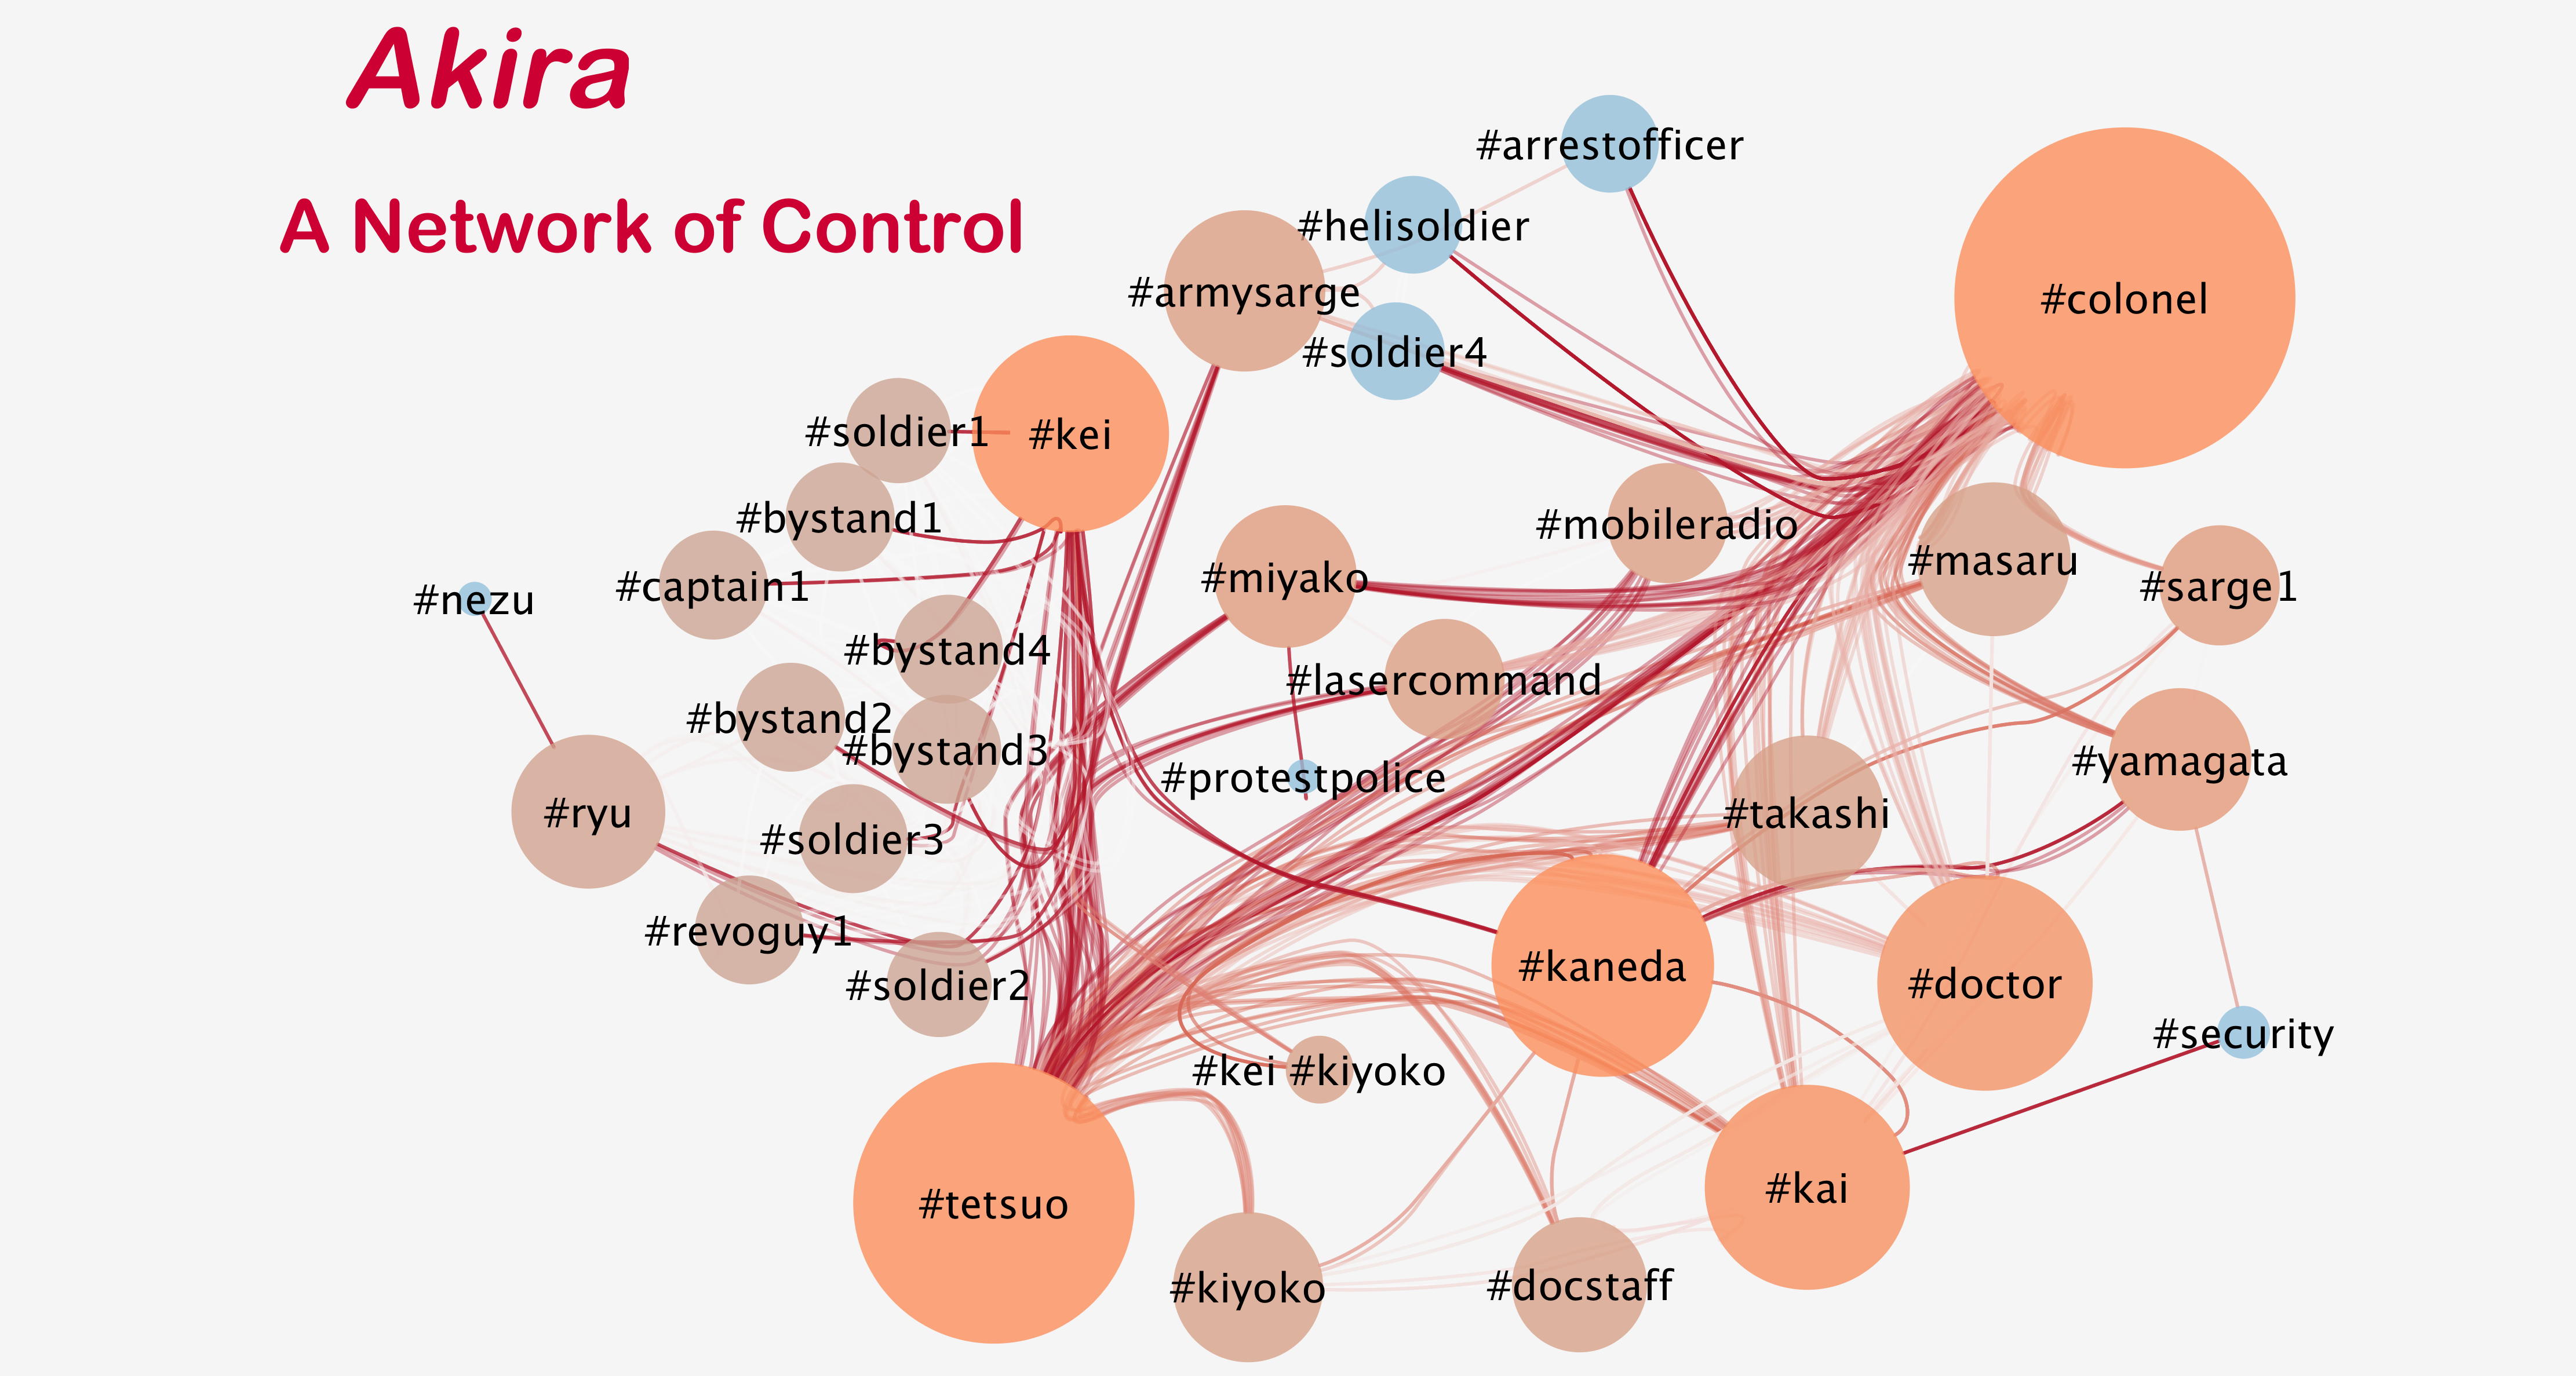 Akira
A Network of Control
#arrestofficer
#helisoldier
#armysarge
#colonel
#soldier4
#soldier1
#kei
#bystand1
#mobileradio
#captain1
#miyako
#masaru
#sarge1
#nezu
#bystand4
#lasercommand
#bystand2
#bystand3
#protestpolice
#yamagata
#ryu
#soldier3
#takashi
#revoguy1
#kaneda
#soldier2
#doctor
#security
#kei #kiyoko
#tetsuo
#kai
#kiyoko
#docstaff